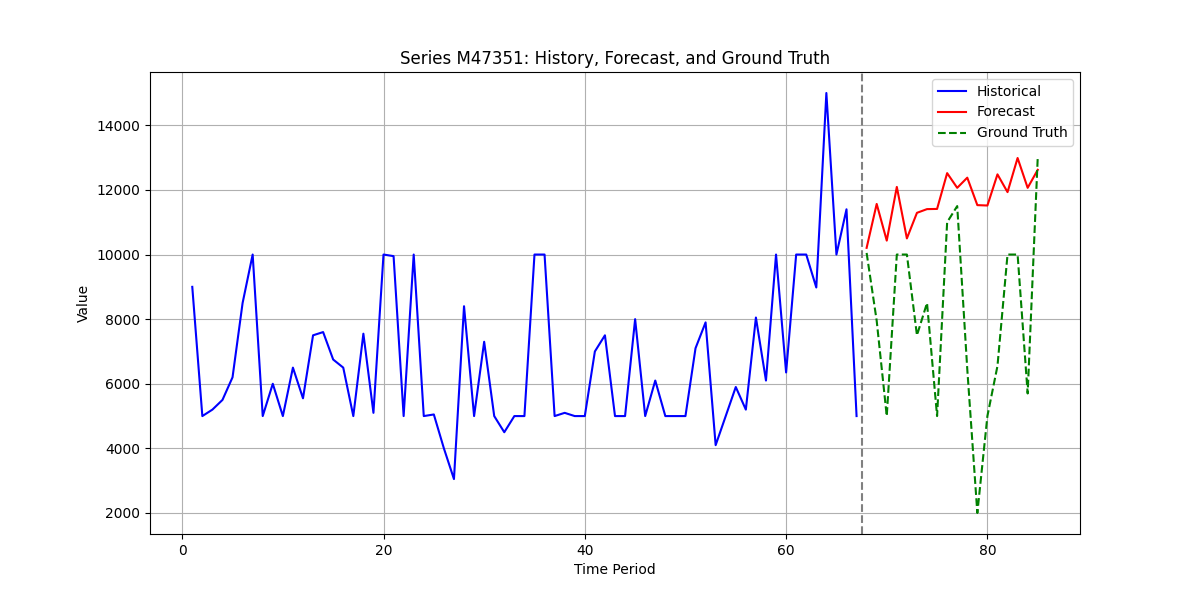 Series M47351: History, Forecast, and Ground Truth
Historical
Forecast
Ground Truth
14000
12000
10000
8000
6000
4000
2000
Value
0
20
40
60
80
Time Period